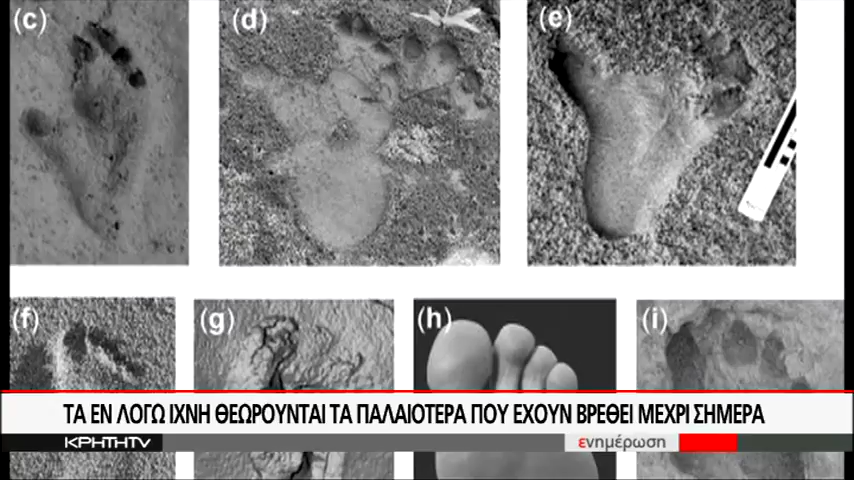 (c) (d) (e)
(f) (g) (h) (i)
ΤΑ ΕΝ ΛΟΓΩ ΙΧΝΗ ΘΕΩΡΟΥΝΤΑΙ ΤΑ ΠΑΛΑΙΟΤΕΡΑ ΠΟΥ ΕΧΟΥΝ ΒΡΕΘΕΙ ΜΕΧΡΙ ΣΗΜΕΡΑ
ΚΡΗΤΗTV ενημέρωση